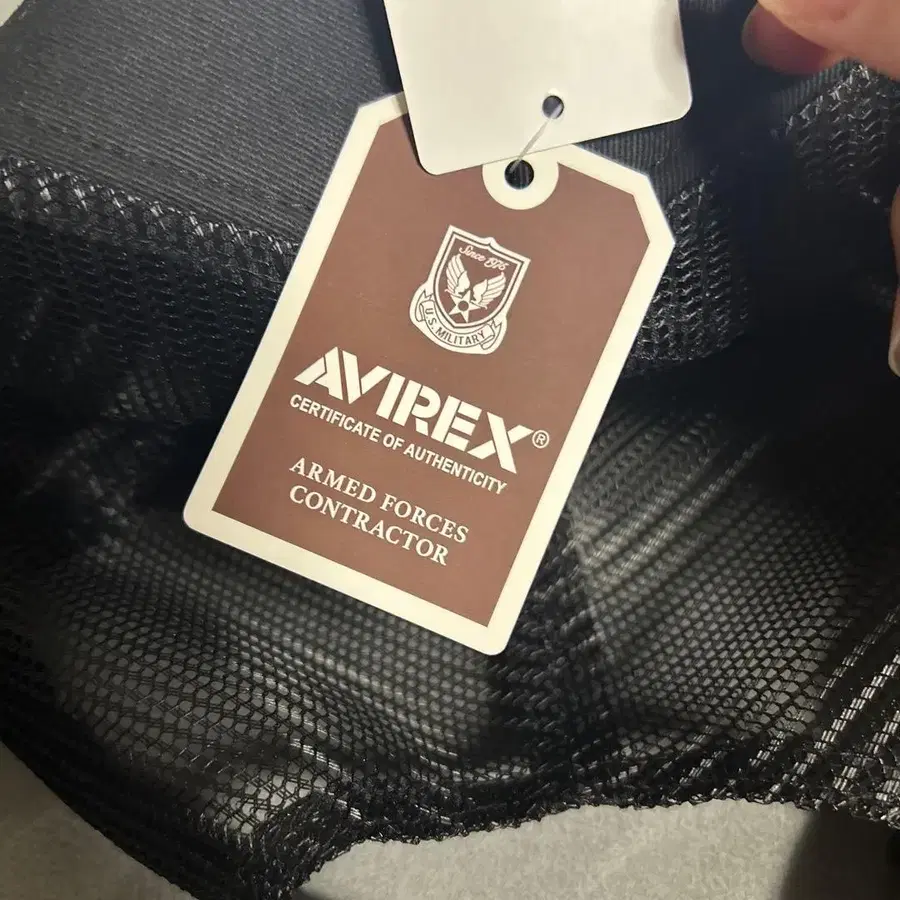 Since 1975
U.S. MILITARY
AVIREX®
CERTIFICATE OF AUTHENTICITY
ARMED FORCES
CONTRACTOR